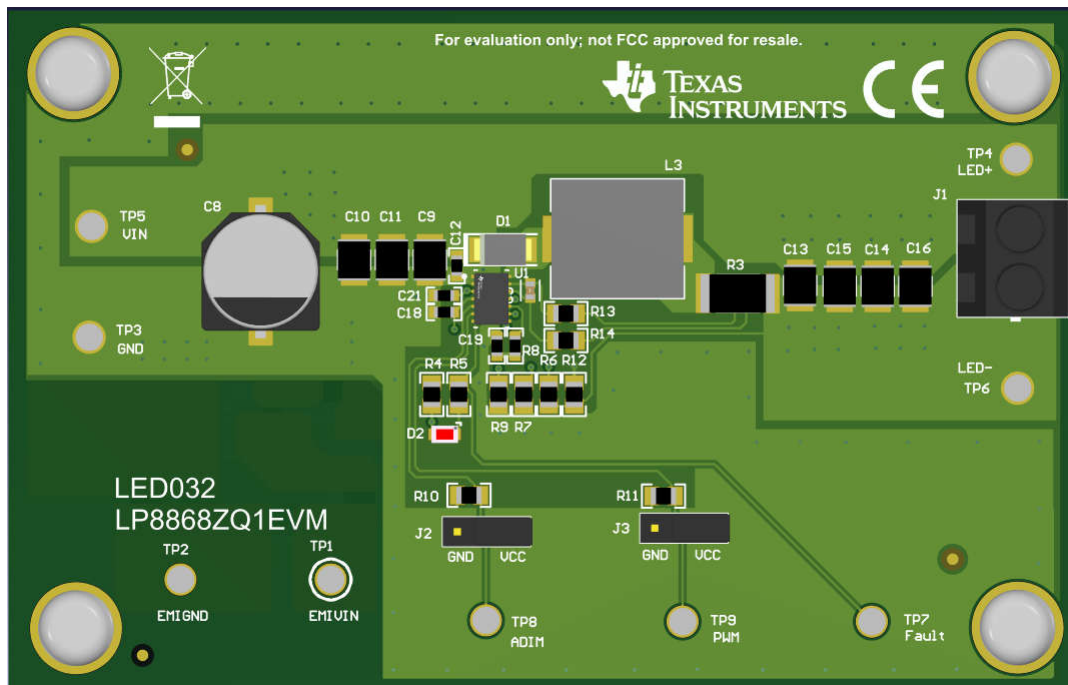 For evaluation only; not FCC approved for resale.
TEXAS
INSTRUMENTS
CE
TP4
LED+
L3
J1
C8
TP5
VIN
C10
C11
C9
C12
D1
C13
C15
C14
C16
R3
U1
C21
C18
R13
R14
TP3
GND
C19
R8
R4
R5
R6
R12
LED-
TP6
R9
R7
D2
LED032
LP8868ZQ1EVM
R10
R11
J2
GND
VCC
J3
GND
VCC
TP2
EMIGND
TP1
EMIVIN
TP8
ADIM
TP9
PWM
TP7
Fault